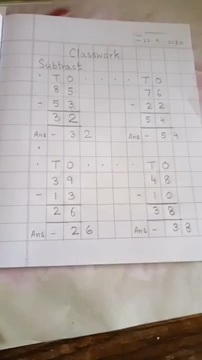 Classwork
Subtract
T O T O
8 5 7 6
- 5 3 - 2 2
3 2 5 4
Ans - 3 2 Ans - 5 4
T O T O
3 9 4 8
- 1 3 - 1 0
2 6 3 8
Ans - 2 6 Ans - 3 8